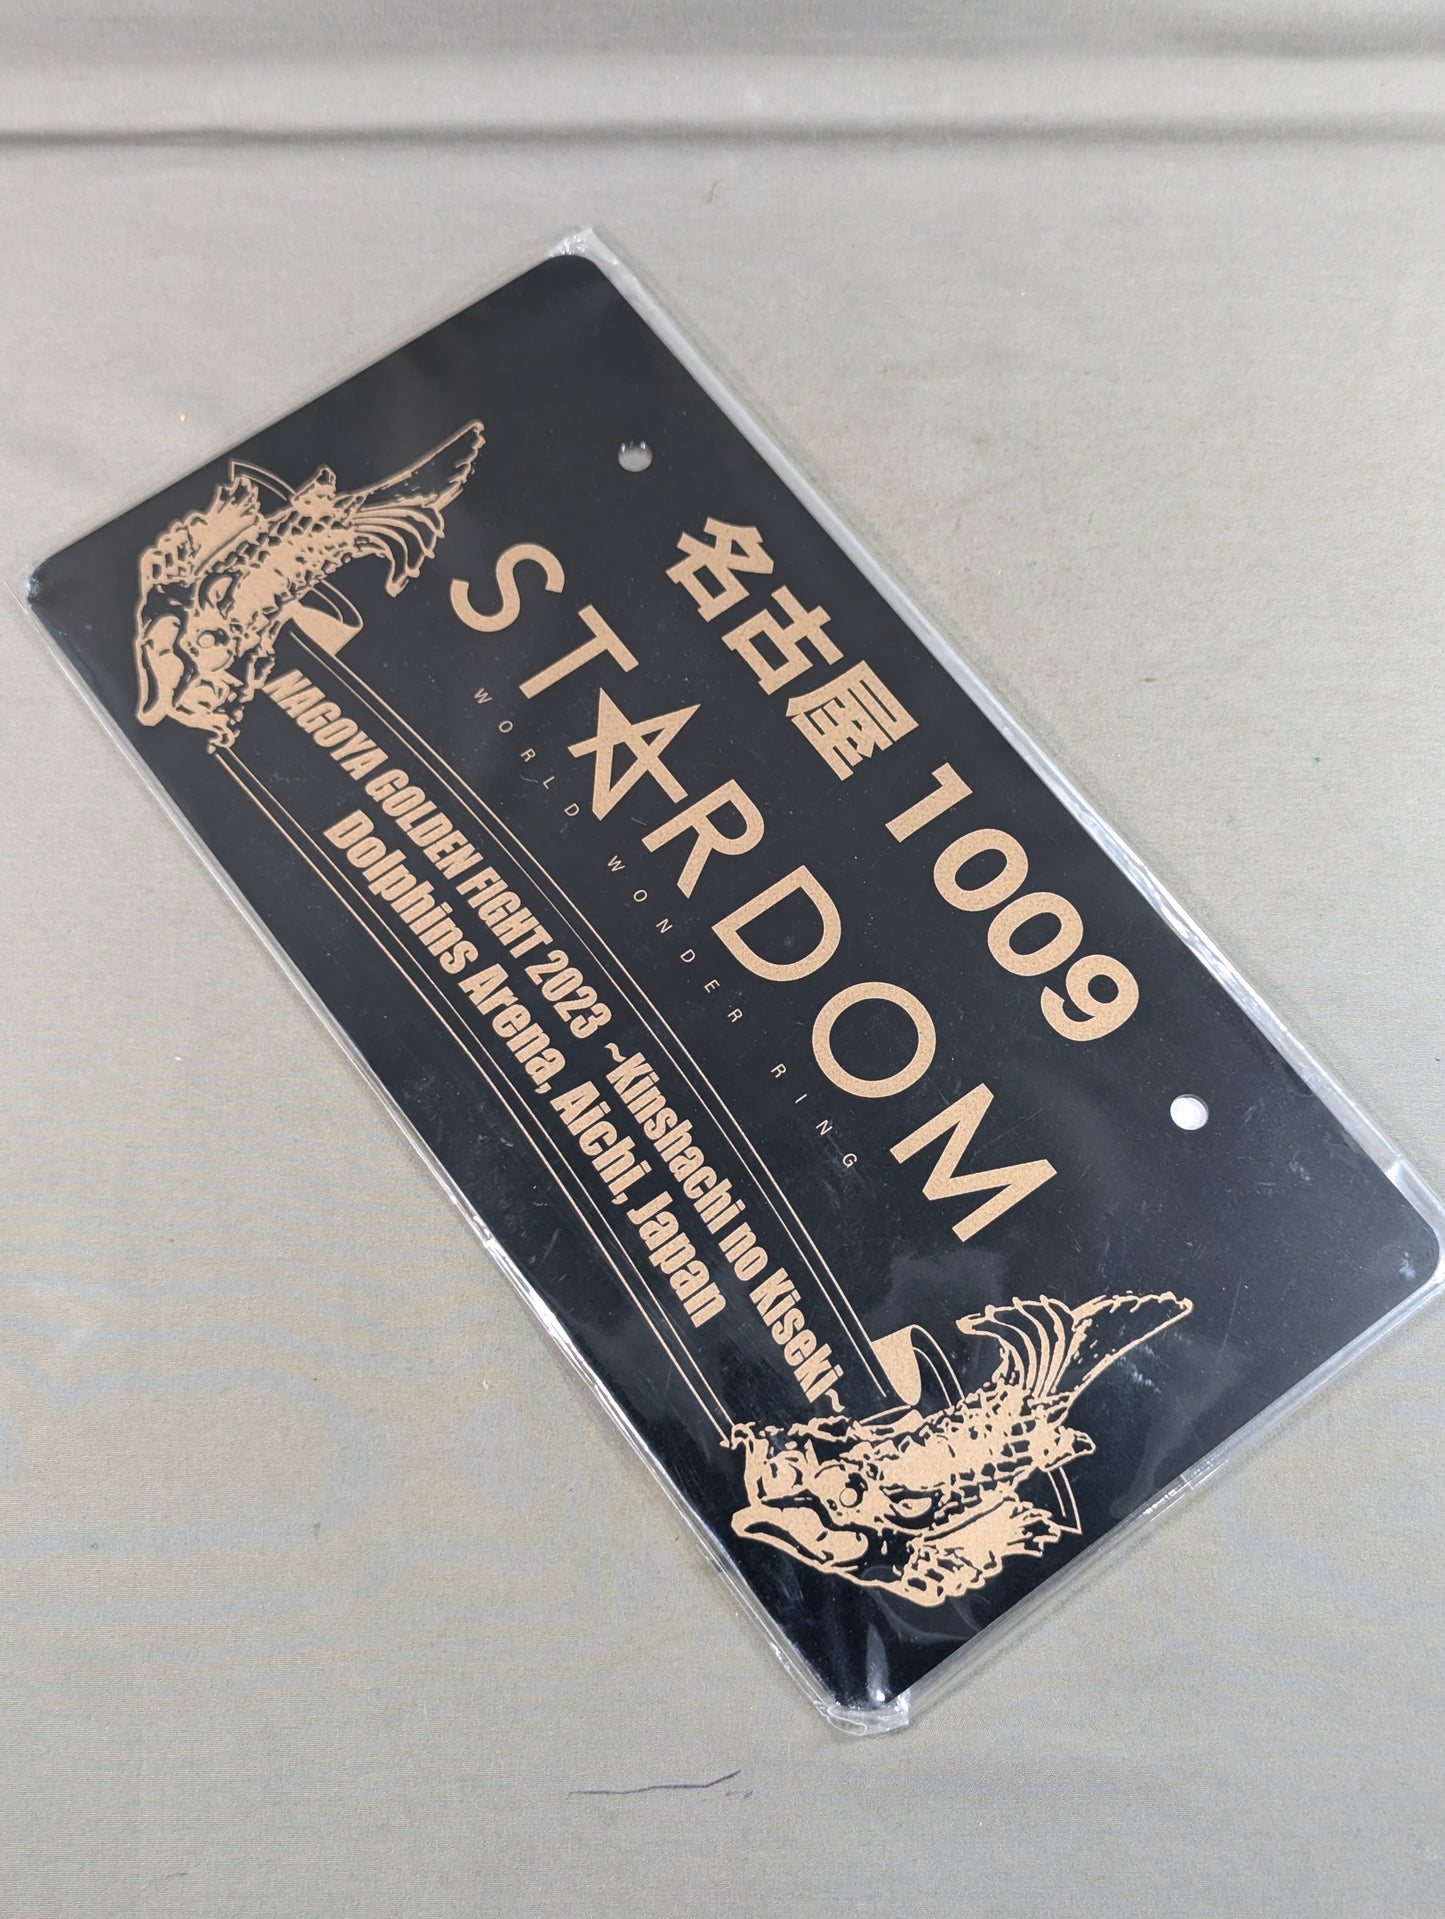 名古屋 1009
STARDOM
WORLD WONDER RING
NAGOYA GOLDEN FIGHT 2023 ~Kinshachi no Kiseki~
Dolphins Arena, Aichi, Japan